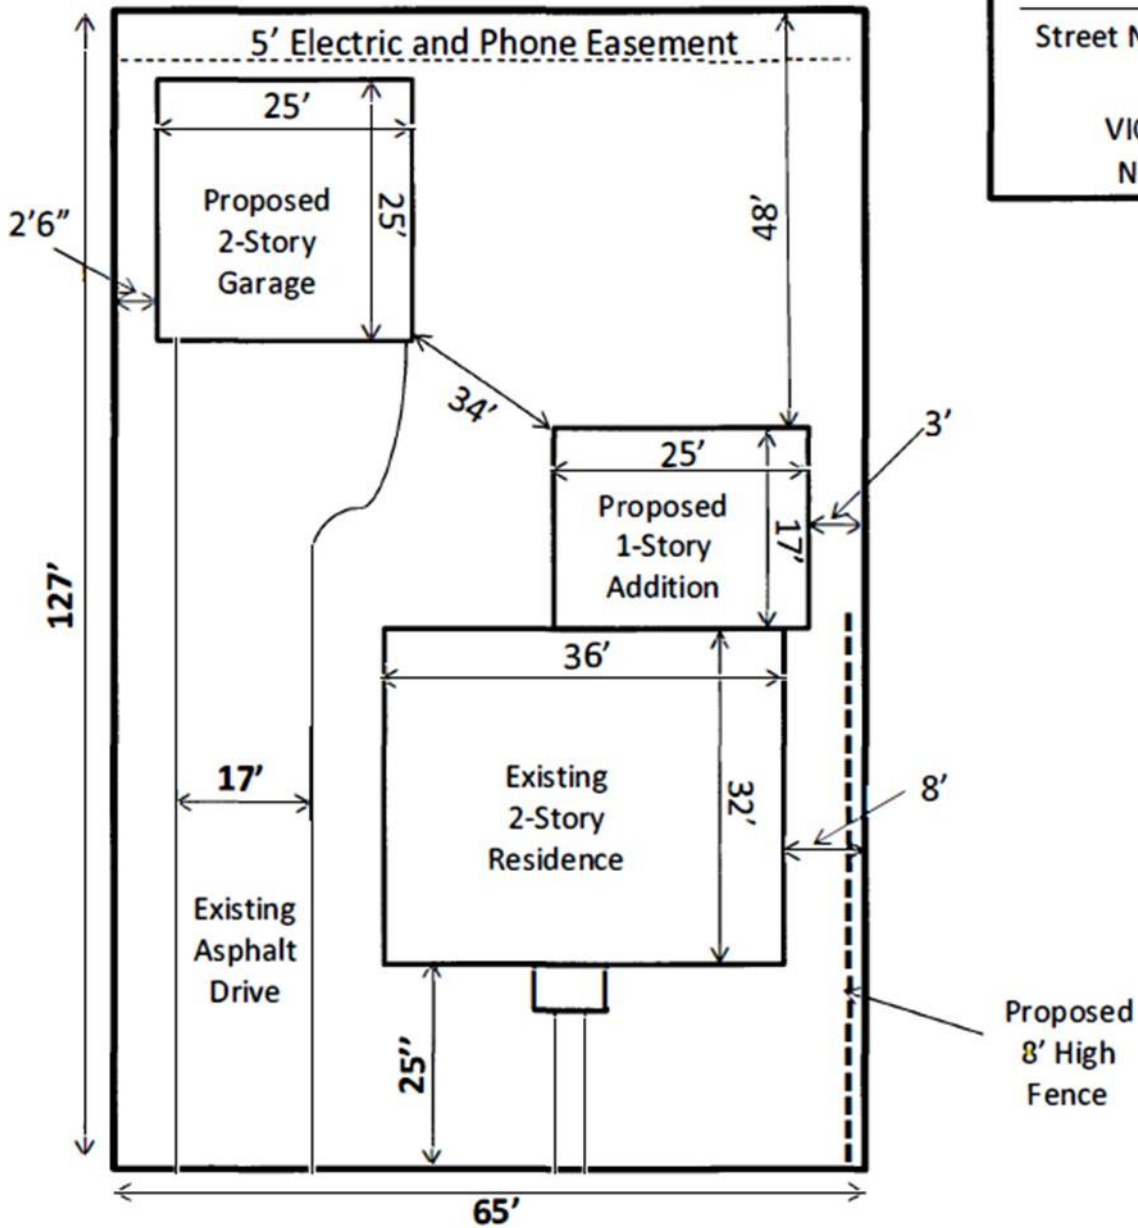 Street N
VIC
N
5’ Electric and Phone Easement
25’
25’
Proposed
2-Story
Garage
2’6”
48’
34’
3’
25’
17’
Proposed
1-Story
Addition
127’
36’
32’
Existing
2-Story
Residence
17’
8’
Existing
Asphalt
Drive
25’’
Proposed
8’ High
Fence
65’